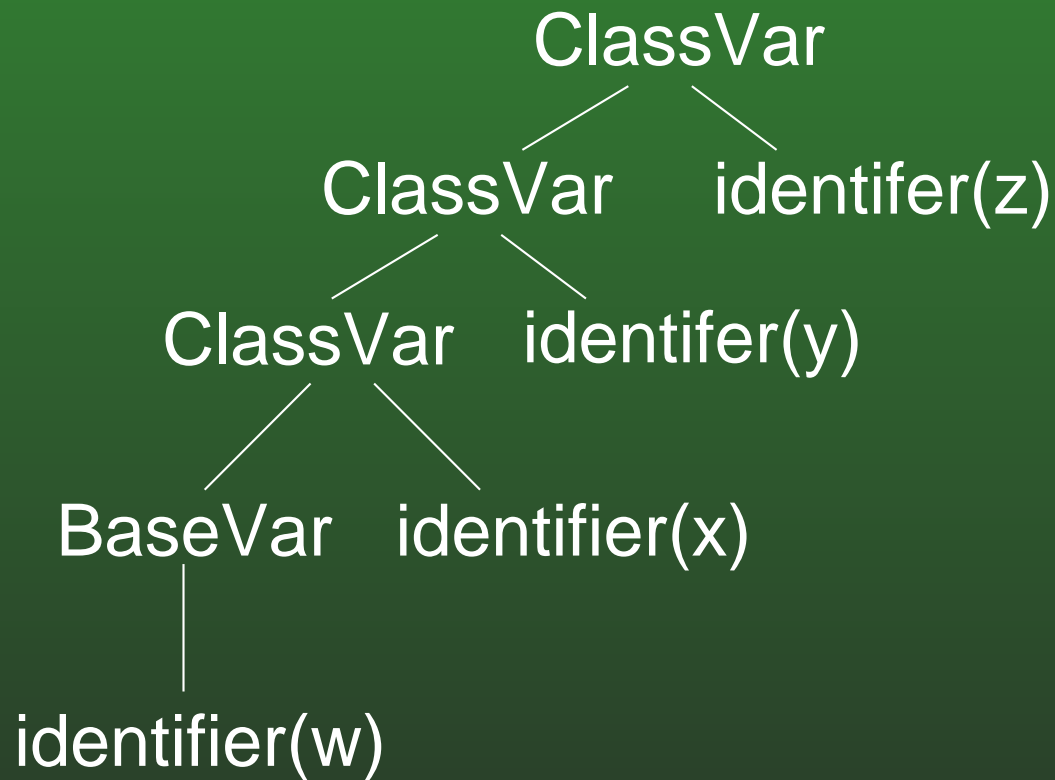 ClassVar
ClassVar identifer(z)
ClassVar identifer(y)
BaseVar identifier(x)
identifier(w)